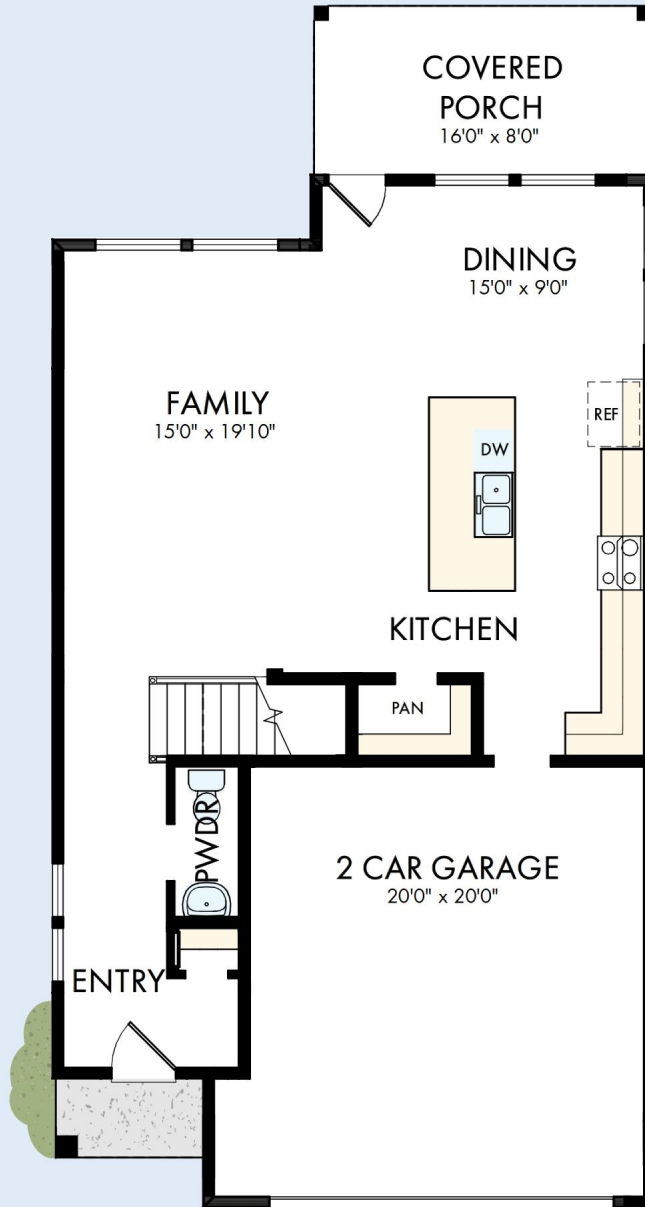 COVERED
PORCH
16'0" x 8'0"
DINING
15'0" x 9'0"
FAMILY
15'0" x 19'10"
REF
DW
KITCHEN
PAN
PWDR
2 CAR GARAGE
20'0" x 20'0"
ENTRY